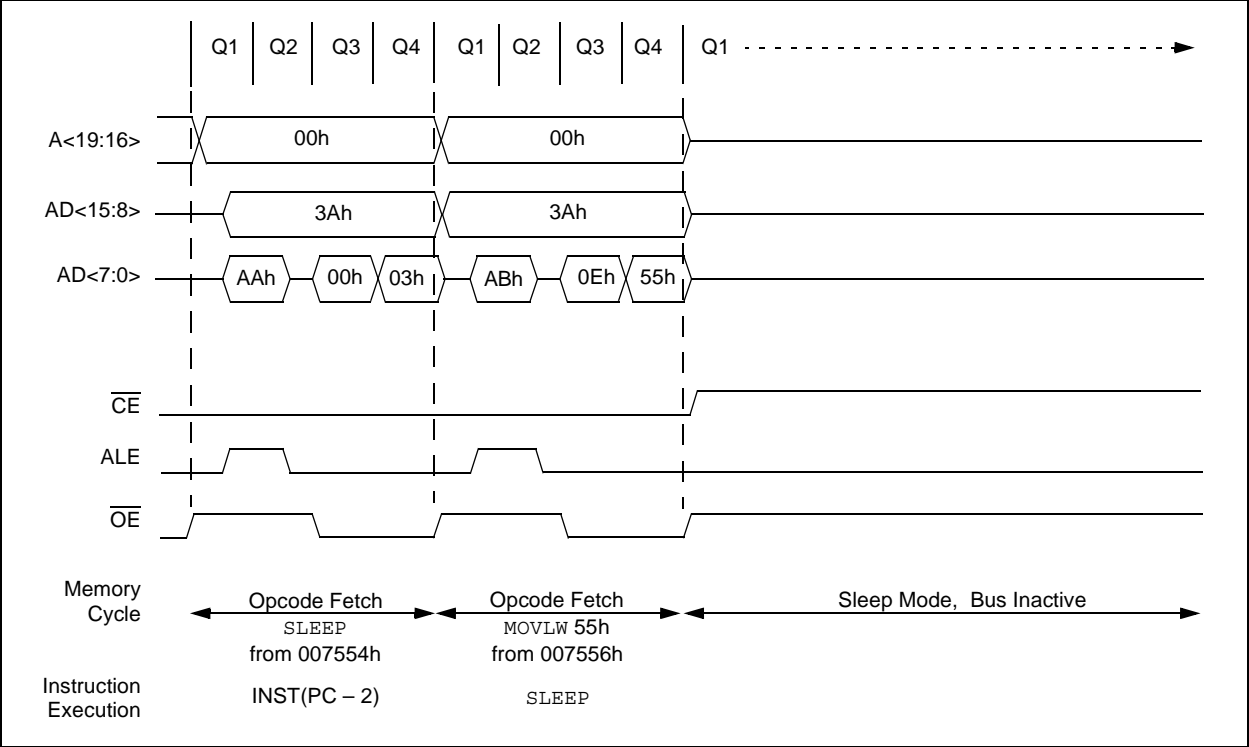 Q1 Q2 Q3 Q4 Q1 Q2 Q3 Q4 Q1
A<19:16> 00h 00h
AD<15:8> 3Ah 3Ah
AD<7:0> AAh 00h 03h ABh 0Eh 55h
CE
ALE
OE
Memory
Cycle
Opcode Fetch
SLEEP
from 007554h
Opcode Fetch
MOVLW 55h
from 007556h
Sleep Mode, Bus Inactive
Instruction
Execution
INST(PC – 2) SLEEP